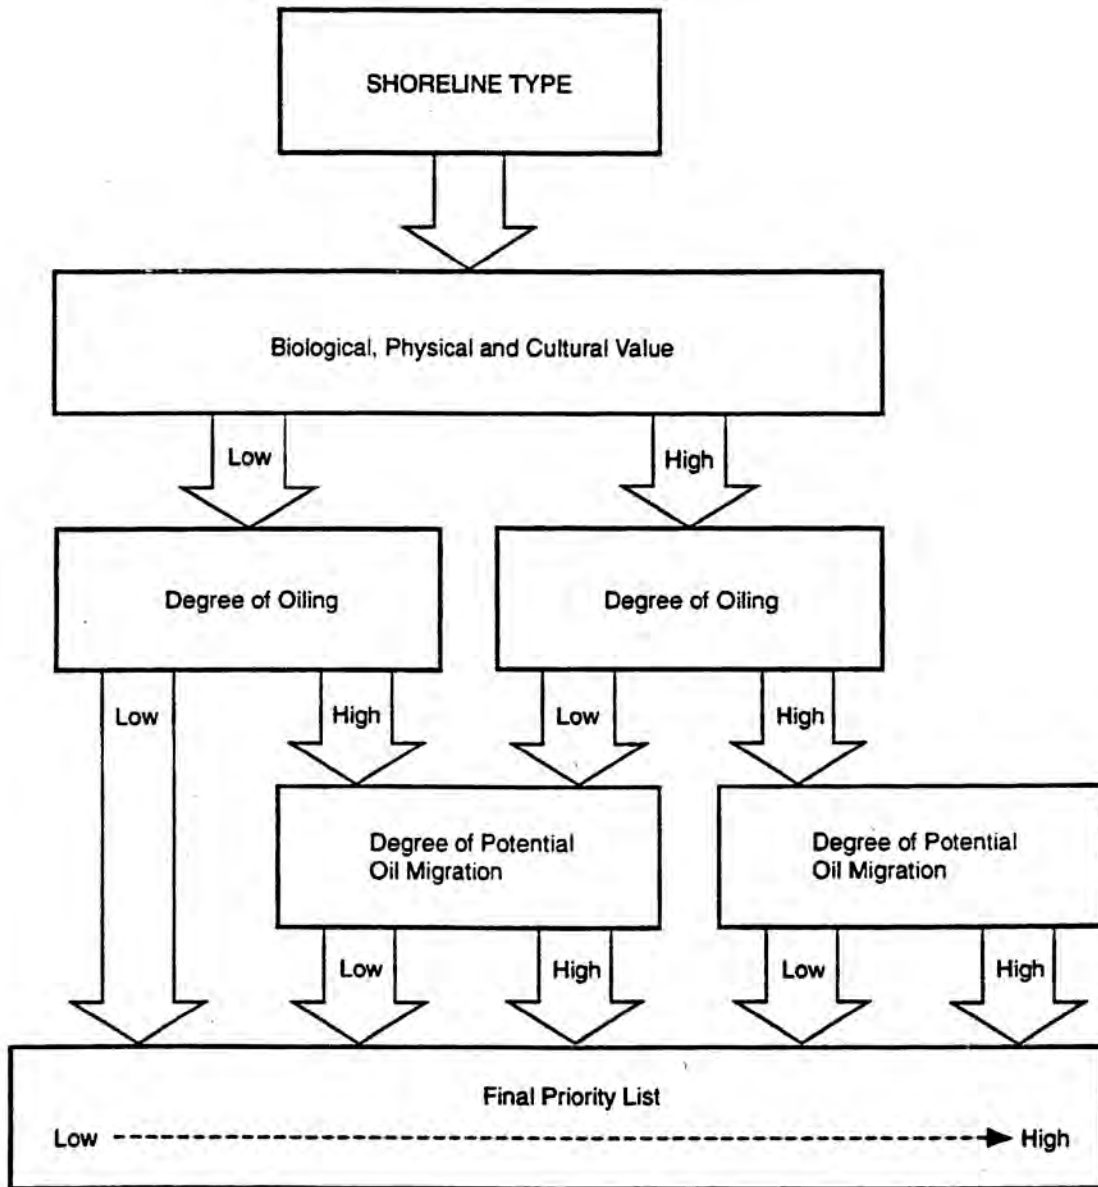 SHORELINE TYPE
Biological, Physical and Cultural Value
Low
High
Degree of Oiling
Degree of Oiling
Low
High
Low
High
Degree of Potential
Oil Migration
Degree of Potential
Oil Migration
Low
High
Low
High
Final Priority List
Low
High